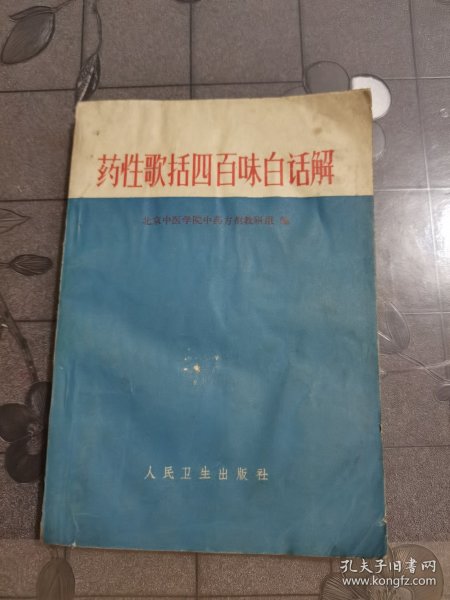 药性歌括四百味白话解
北京中医学院中药方剂教研组 编
人民卫生出版社
孔夫子旧书网
www.kongfz.com